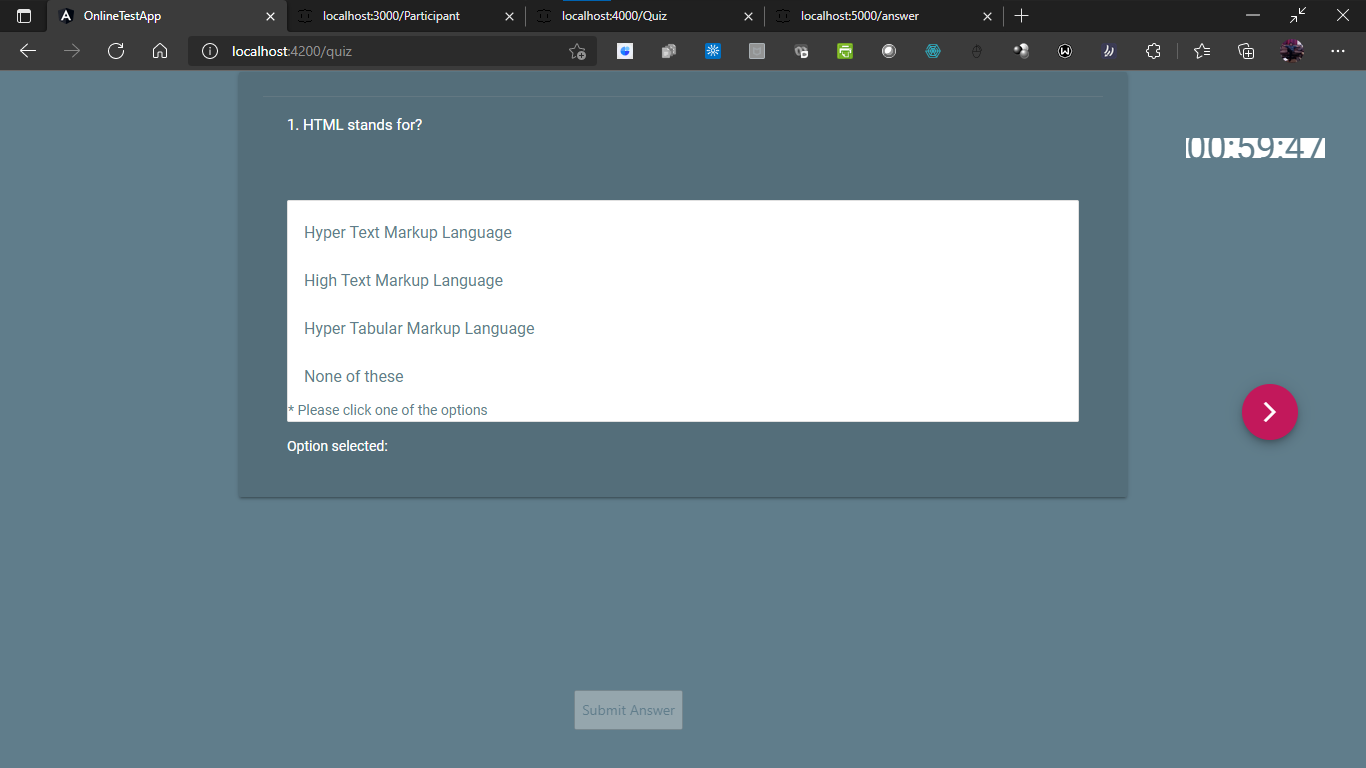 OnlineTestApp
localhost:3000/Participant
localhost:4000/Quiz
localhost:5000/answer
localhost:4200/quiz
1. HTML stands for?
00:59:47
Hyper Text Markup Language
High Text Markup Language
Hyper Tabular Markup Language
None of these
* Please click one of the options
Option selected:
Submit Answer